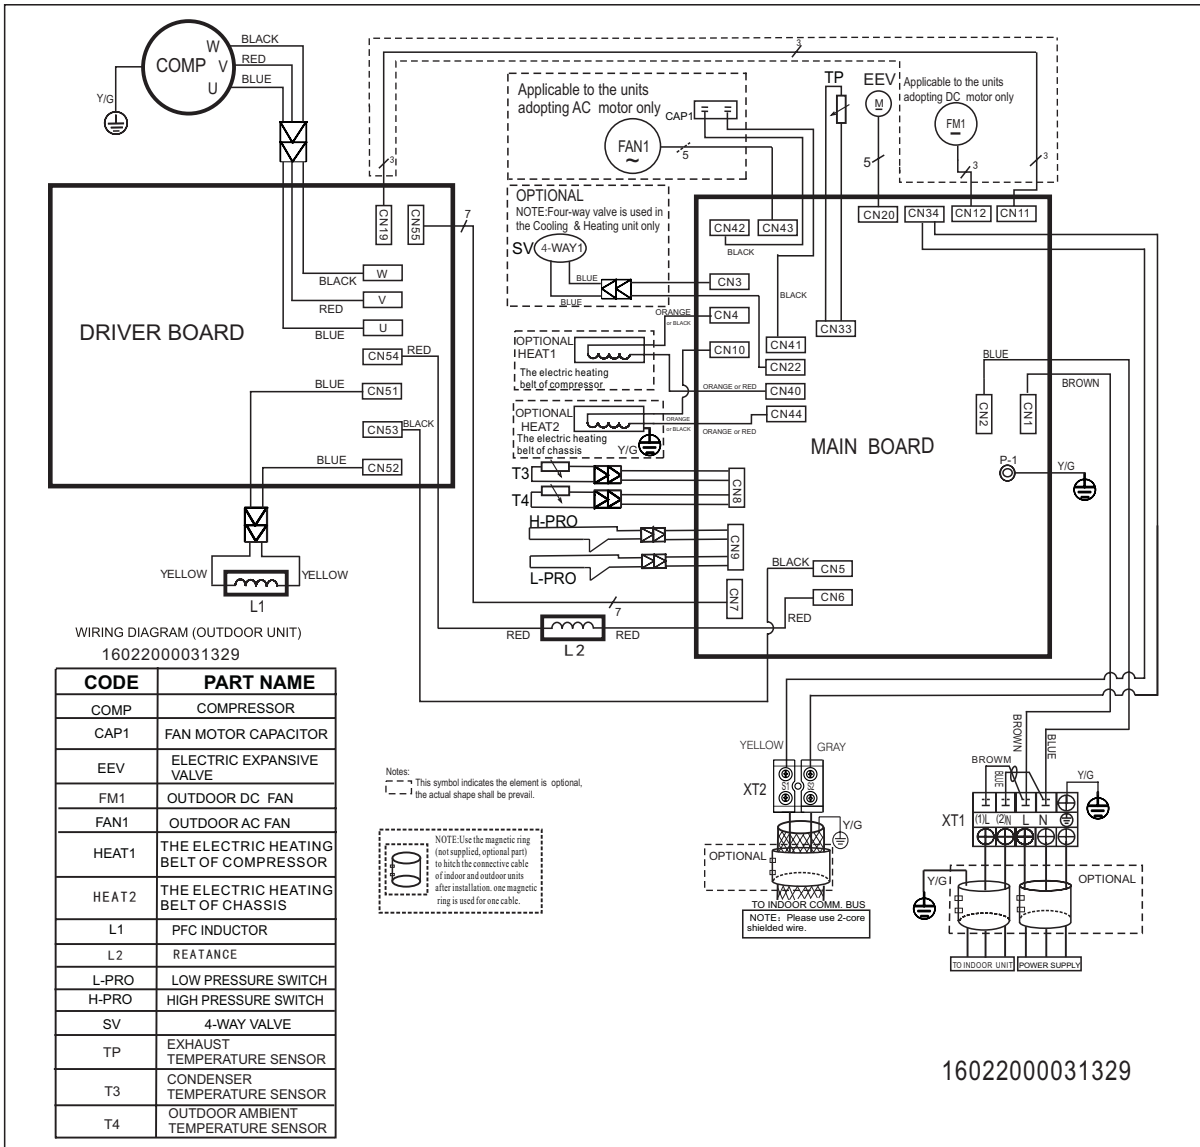 COMP
W
V
U
BLACK
RED
BLUE
Y/G
3
3
3
Applicable to the units
adopting AC motor only
CAP1
FAN1
~
5
TP
EEV
M
5
Applicable to the units
adopting DC motor only
FM1
3
OPTIONAL
NOTE:Four-way valve is used in
the Cooling & Heating unit only
SV
4-WAY1
BLUE
BLUE
CN19
CN55
7
W
BLACK
V
RED
U
BLUE
CN54
RED
DRIVER BOARD
BLUE
CN51
CN53
BLACK
BLUE
CN52
YELLOW
YELLOW
L1
CN42
CN43
BLACK
CN20
CN34
CN12
CN11
CN3
CN4
ORANGE
or BLACK
BLACK
CN33
CN10
CN41
CN22
OPTIONAL
HEAT1
The electric heating
belt of compressor
ORANGE or RED
CN40
OPTIONAL
HEAT2
The electric heating
belt of chassis
Y/G
ORANGE
or BLACK
ORANGE or RED
CN44
BLUE
BROWN
CN2
CN1
MAIN BOARD
P-1
Y/G
T3
T4
CN8
H-PRO
L-PRO
CN9
BLACK
CN5
CN7
7
CN6
RED
RED
RED
L2
WIRING DIAGRAM (OUTDOOR UNIT)
16022000031329
CODE PART NAME
COMP COMPRESSOR
CAP1 FAN MOTOR CAPACITOR
EEV ELECTRIC EXPANSIVE
VALVE
FM1 OUTDOOR DC FAN
FAN1 OUTDOOR AC FAN
HEAT1 THE ELECTRIC HEATING
BELT OF COMPRESSOR
HEAT2 THE ELECTRIC HEATING
BELT OF CHASSIS
L1 PFC INDUCTOR
L2 REATANCE
L-PRO LOW PRESSURE SWITCH
H-PRO HIGH PRESSURE SWITCH
SV 4-WAY VALVE
TP EXHAUST
TEMPERATURE SENSOR
T3 CONDENSER
TEMPERATURE SENSOR
T4 OUTDOOR AMBIENT
TEMPERATURE SENSOR
Notes:
This symbol indicates the element is optional,
the actual shape shall be prevail.
NOTE:Use the magnetic ring
(not supplied, optional part)
to hitch the connective cable
of indoor and outdoor units
after installation. one magnetic
ring is used for one cable.
YELLOW
GRAY
XT2
S1
S2
Y/G
OPTIONAL
TO INDOOR COMM. BUS
NOTE: Please use 2-core
shielded wire.
BROWN
BLUE
BROWM
BLUE
Y/G
XT1
(1)L
(2)N
L
N
Y/G
OPTIONAL
TO INDOOR UNIT
POWER SUPPLY
16022000031329